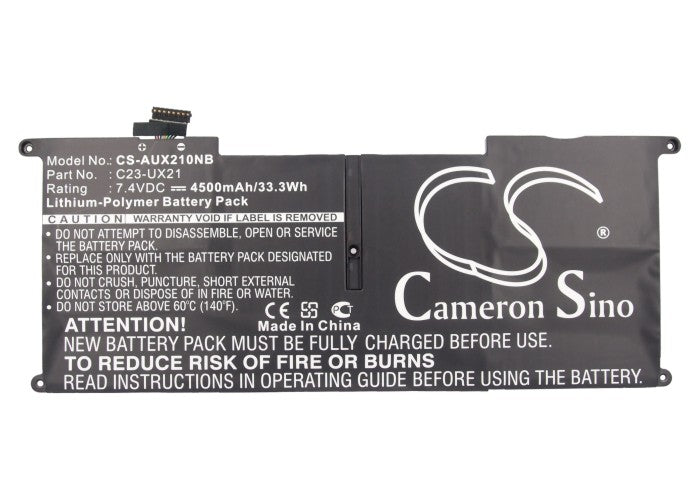 Model No.: CS-AUX210NB
Part No. : C23-UX21
Rating : 7.4VDC ⎓ 4500mAh/33.3Wh
Lithium-Polymer Battery Pack
CAUTION WARRANTY VOID IF LABEL IS REMOVED
• DO NOT ATTEMPT TO DISASSEMBLE, OPEN OR SERVICE
THE BATTERY PACK.
• REPLACE ONLY WITH THE BATTERY PACK DESIGNATED
FOR THIS SYSTEM.
• DO NOT CRUSH, PUNCTURE, SHORT EXTERNAL
CONTACTS OR DISPOSE OF IN FIRE OR WATER.
• DO NOT STORE ABOVE 60°C (140°F).
CE
Made In China
ATTENTION!
NEW BATTERY PACK MUST BE FULLY CHARGED BEFORE FIRST USE.
TO REDUCE RISK OF FIRE OR BURNS
READ INSTRUCTIONS IN OPERATING GUIDE BEFORE USING THE BATTERY.
CS ®
Cameron Sino